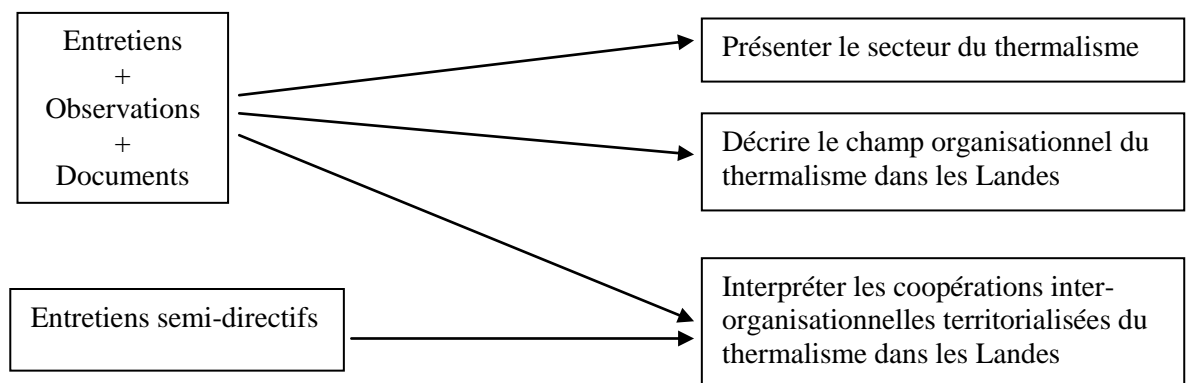 Entretiens
+
Observations
+
Documents
Entretiens semi-directifs
Présenter le secteur du thermalisme
Décrire le champ organisationnel du
thermalisme dans les Landes
Interpréter les coopérations inter-
organisationnelles territorialisées du
thermalisme dans les Landes